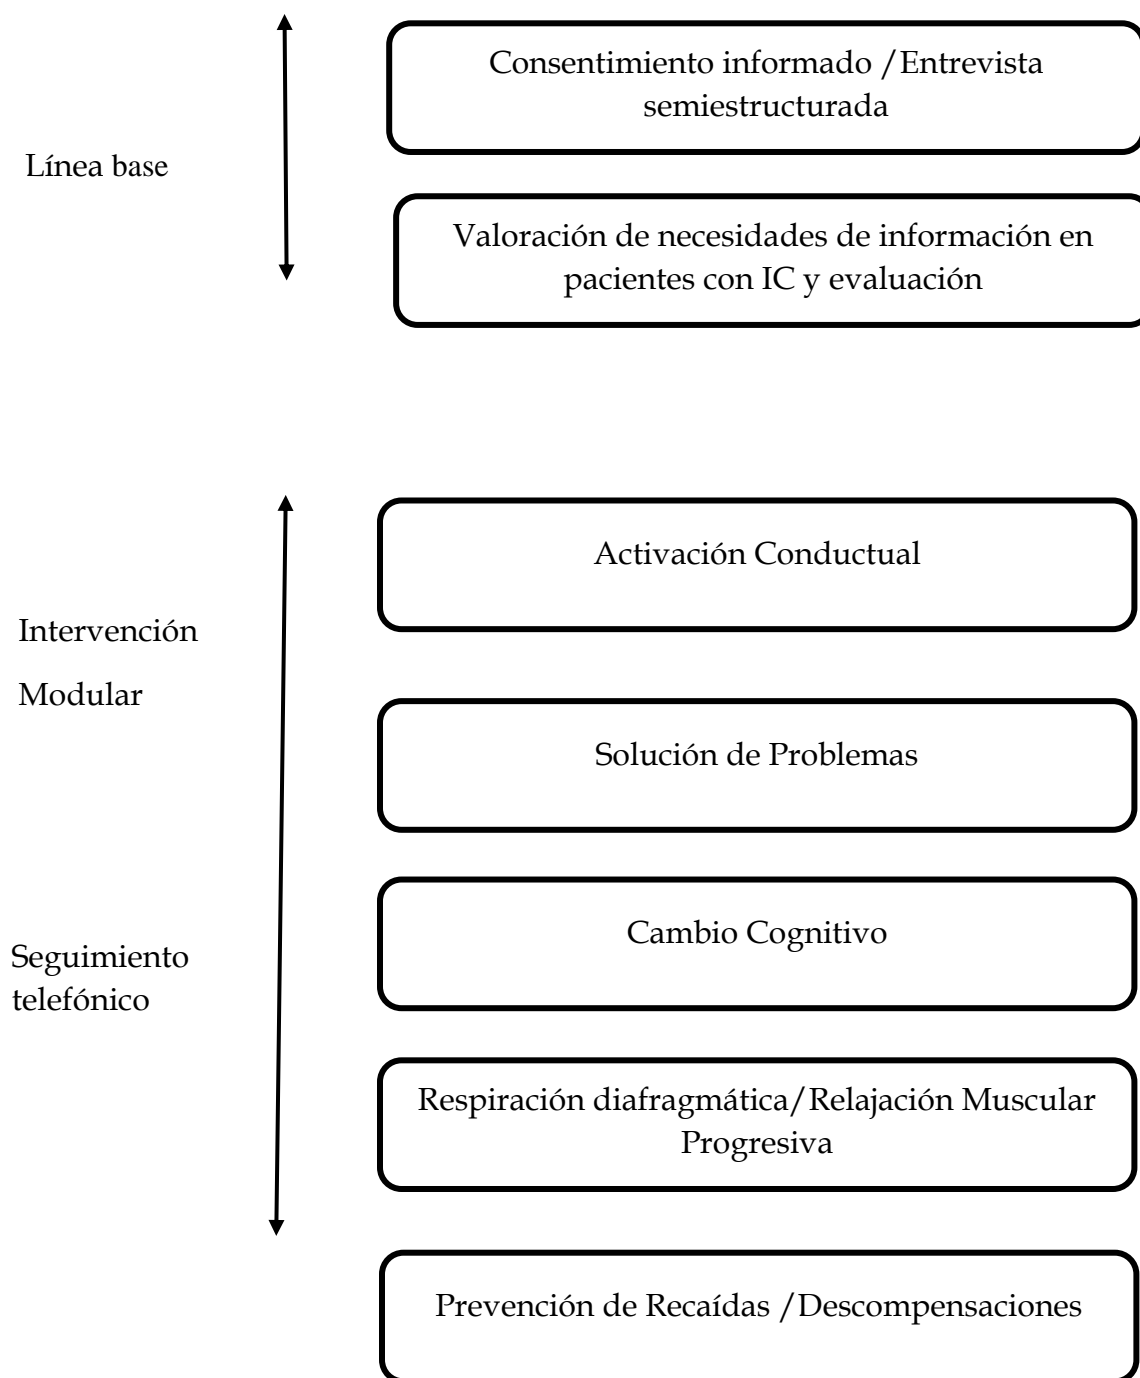 Consentimiento informado /Entrevista
semiestructurada
Línea base
Valoración de necesidades de información en
pacientes con IC y evaluación
Activación Conductual
Intervención
Modular
Solución de Problemas
Cambio Cognitivo
Seguimiento
telefónico
Respiración diafragmática/Relajación Muscular
Progresiva
Prevención de Recaídas /Descompensaciones